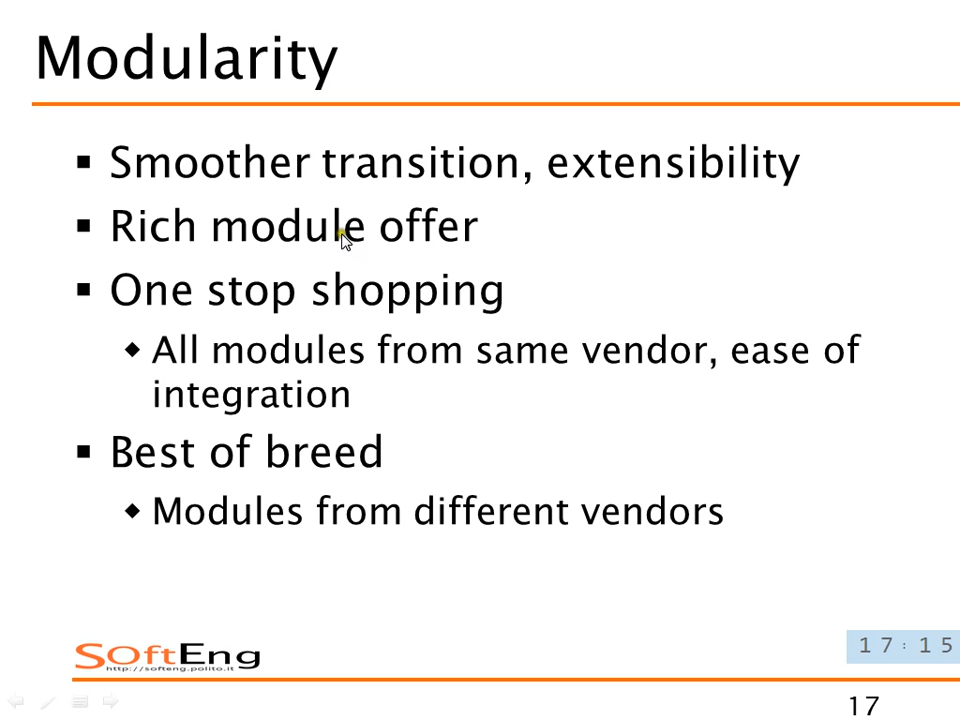 Modularity
Smoother transition, extensibility
Rich module offer
One stop shopping
All modules from same vendor, ease of
integration
Best of breed
Modules from different vendors
SOftEng
http://softeng.polito.it
17:15
17